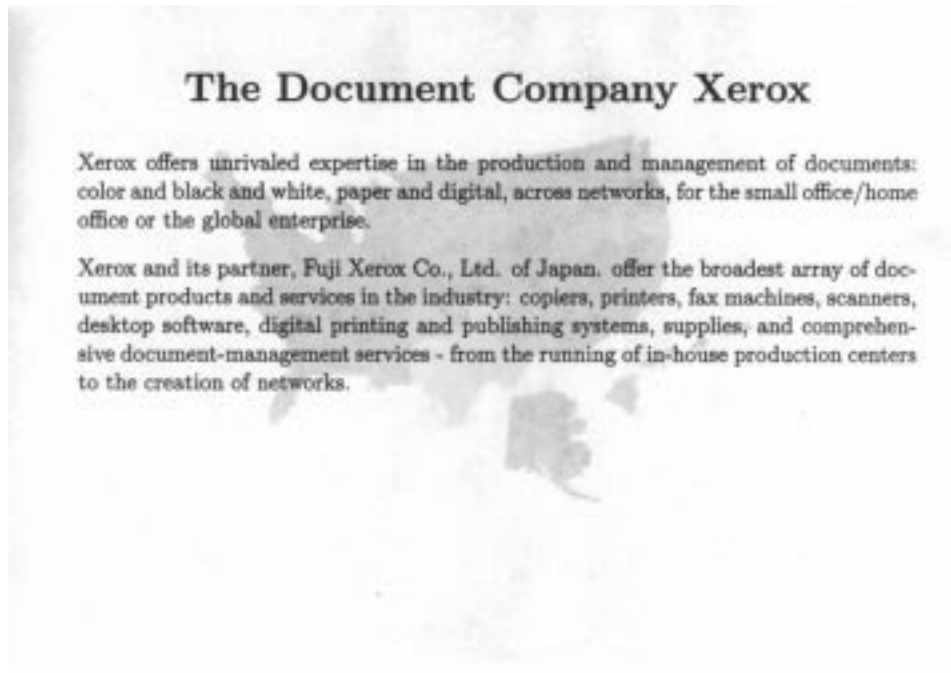 The Document Company Xerox
Xerox offers unrivaled expertise in the production and management of documents:
color and black and white, paper and digital, across networks, for the small office/home
office or the global enterprise.
Xerox and its partner, Fuji Xerox Co., Ltd. of Japan. offer the broadest array of doc-
ument products and services in the industry: copiers, printers, fax machines, scanners,
desktop software, digital printing and publishing systems, supplies, and comprehen-
sive document-management services - from the running of in-house production centers
to the creation of networks.